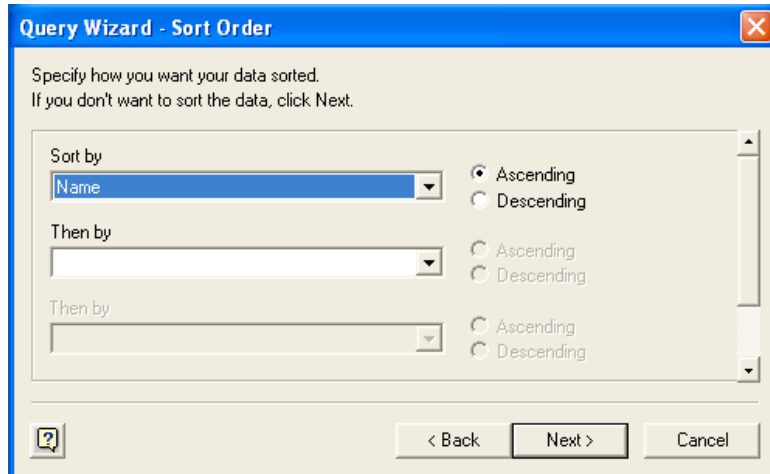 Query Wizard - Sort Order
Specify how you want your data sorted.
If you don't want to sort the data, click Next.
Sort by
Name
Ascending
Descending
Then by
Ascending
Descending
Then by
Ascending
Descending
?
< Back
Next >
Cancel